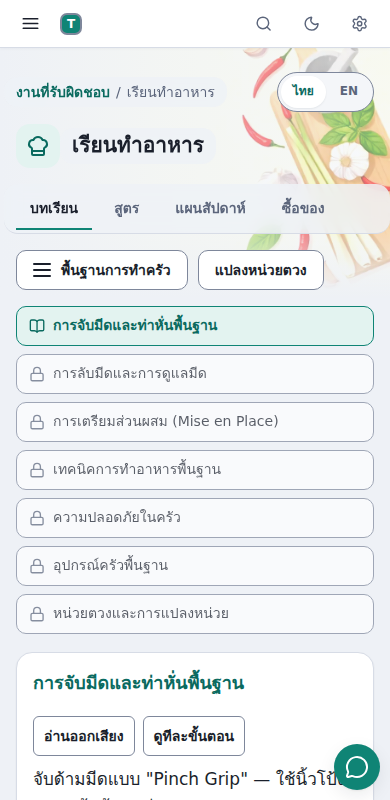 T
งานที่รับผิดชอบ / เรียนทำอาหาร
ไทย EN
เรียนทำอาหาร
บทเรียน สูตร แผนสัปดาห์ ซื้อของ
พื้นฐานการทำครัว แปลงหน่วยตวง
การจับมีดและท่าหั่นพื้นฐาน
การลับมีดและการดูแลมีด
การเตรียมส่วนผสม (Mise en Place)
เทคนิคการทำอาหารพื้นฐาน
ความปลอดภัยในครัว
อุปกรณ์ครัวพื้นฐาน
หน่วยตวงและการแปลงหน่วย
การจับมีดและท่าหั่นพื้นฐาน
อ่านออกเสียง ดูทีละขั้นตอน
จับด้ามมีดแบบ "Pinch Grip" — ใช้นิ้วโป้ง